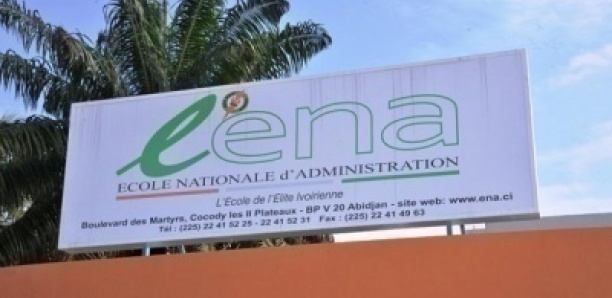 l'ena
ECOLE NATIONALE d'ADMINISTRATION
L'Ecole de l'Elite Ivoirienne
Boulevard des Martyrs, Cocody les II Plateaux - BP V 20 Abidjan - site web: www.ena.ci
Tél : (225) 22 41 52 25 - 22 41 52 31 Fax : (225) 22 41 49 63